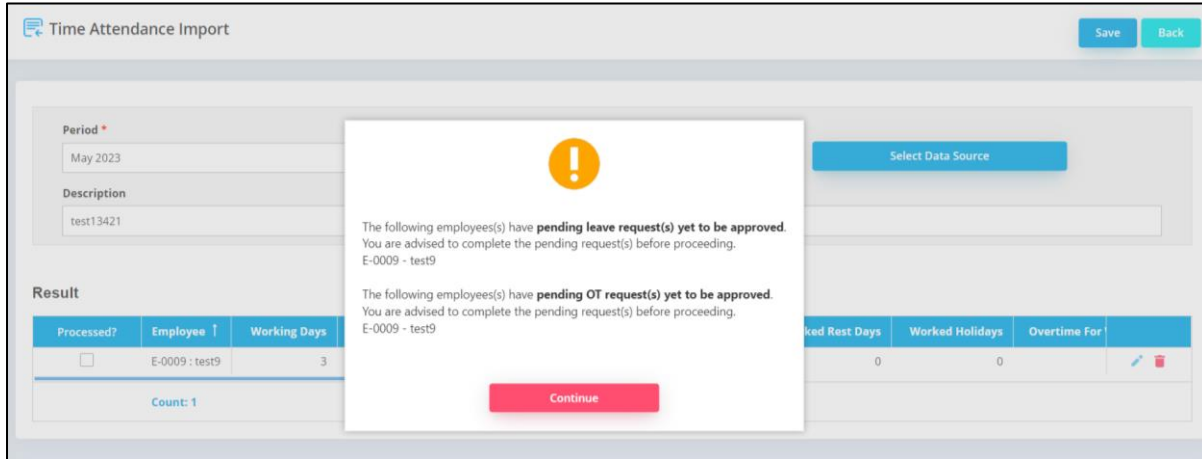 Time Attendance Import
Save
Back
Period *
May 2023
Select Data Source
Description
test13421
The following employees(s) have pending leave request(s) yet to be approved.
You are advised to complete the pending request(s) before proceeding.
E-0009 - test9
The following employees(s) have pending OT request(s) yet to be approved.
You are advised to complete the pending request(s) before proceeding.
E-0009 - test9
Continue
Result
Processed? Employee ↑ Working Days Rest Days Worked Holidays Overtime For
E-0009 : test9 3 0 0
Count: 1